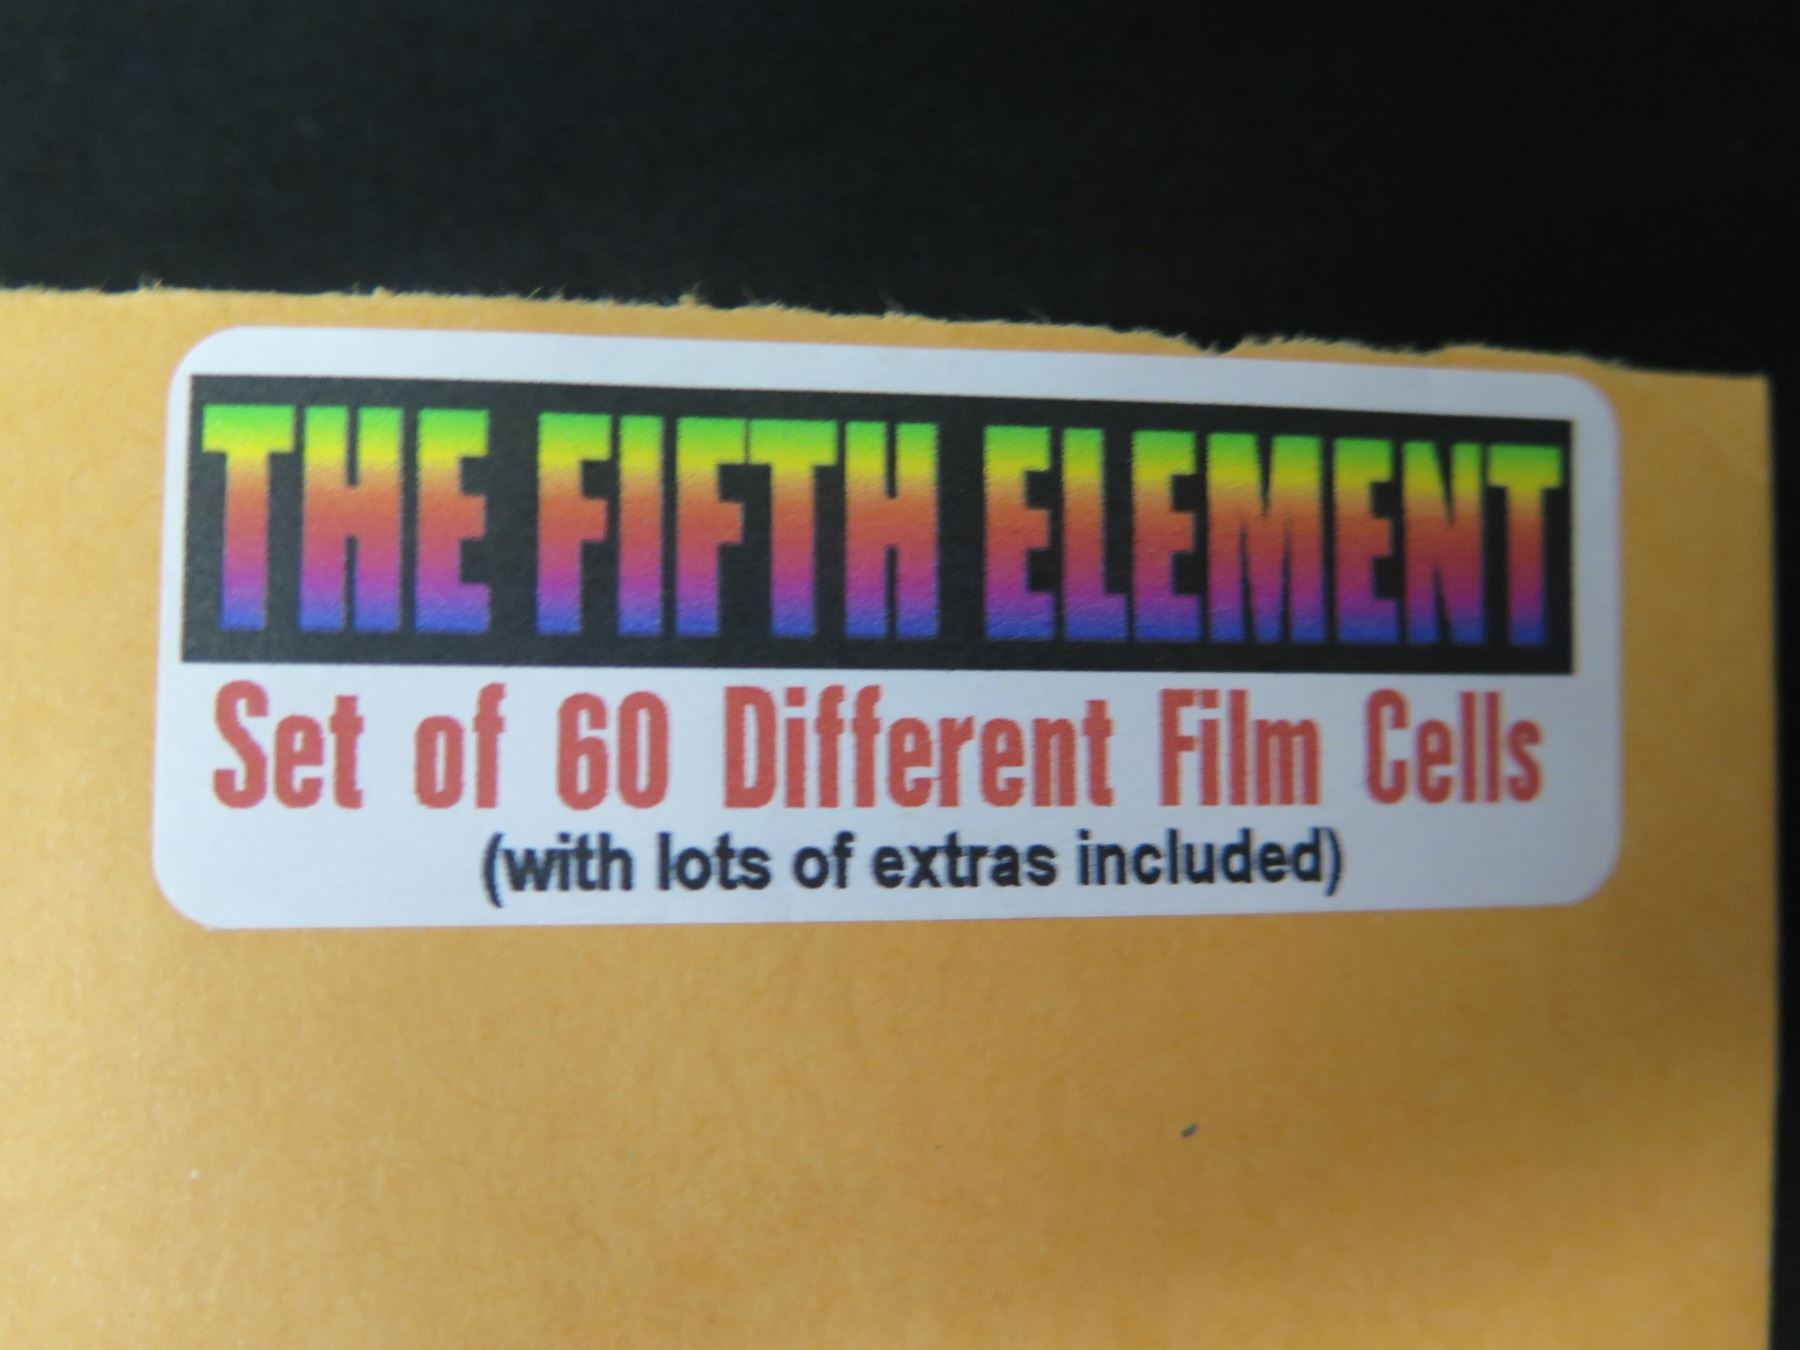 THE FIFTH ELEMENT
Set of 60 Different Film Cells
(with lots of extras included)